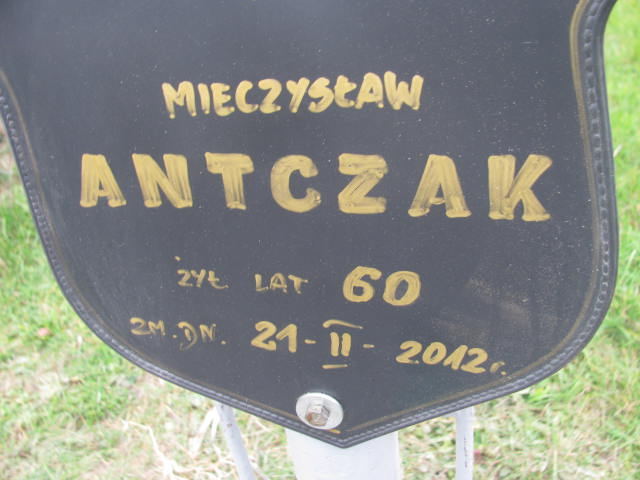 MIECZYSŁAW
ANTCZAK
ŻYŁ LAT 60
ZM. DN. 21-II-2012r.